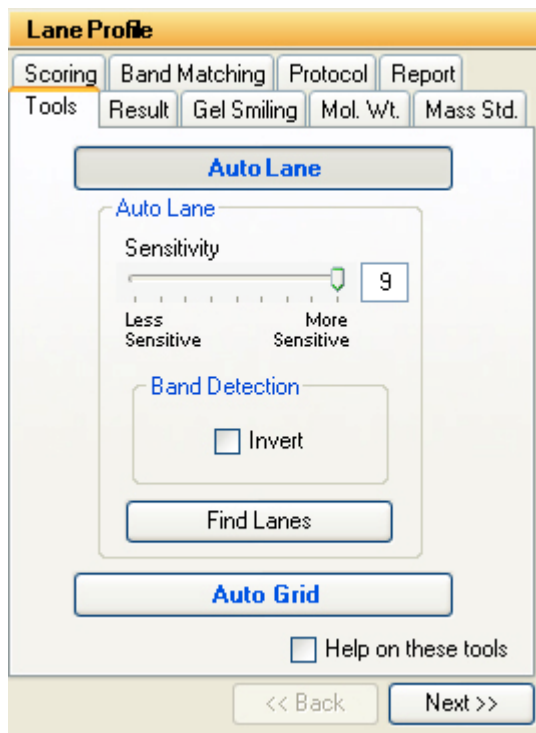 Lane Profile
Scoring Band Matching Protocol Report
Tools Result Gel Smiling Mol. Wt. Mass Std.
Auto Lane
Auto Lane
Sensitivity
9
Less Sensitive More Sensitive
Band Detection
Invert
Find Lanes
Auto Grid
Help on these tools
<< Back Next >>